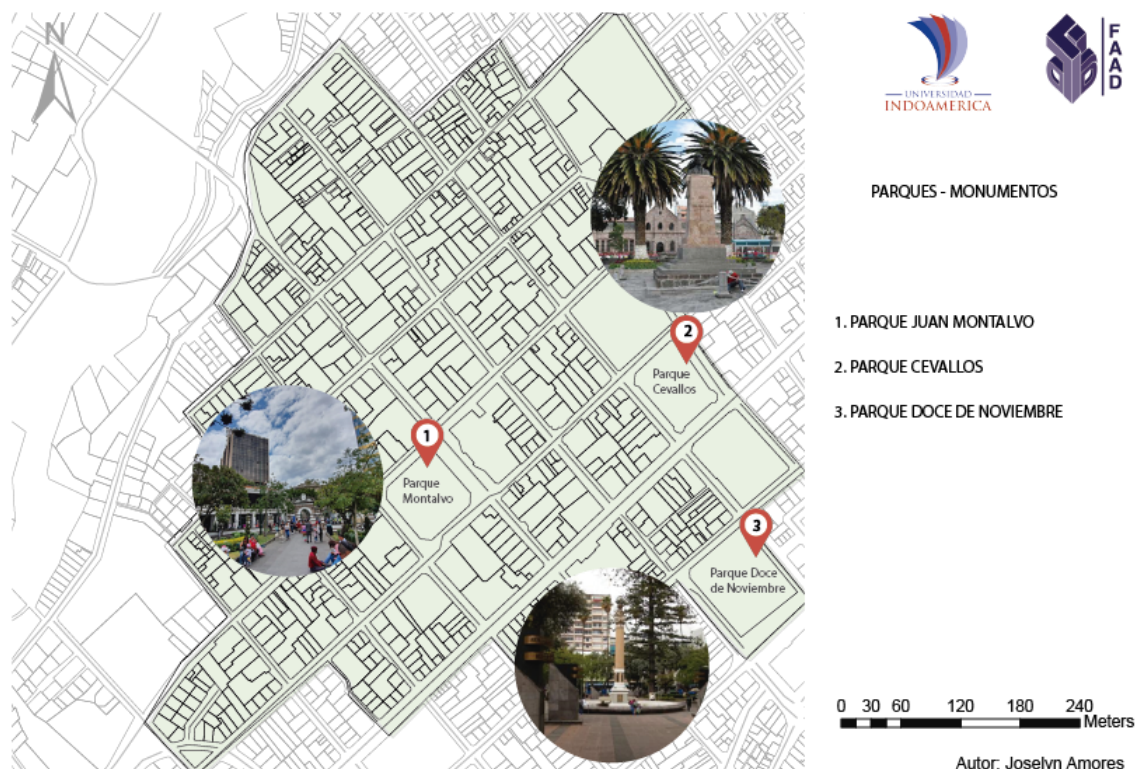 N
UNIVERSIDAD
INDOAMERICA
FAAD
PARQUES - MONUMENTOS
1. PARQUE JUAN MONTALVO
2. PARQUE CEVALLOS
3. PARQUE DOCE DE NOVIEMBRE
2
Parque
Cevallos
1
Parque
Montalvo
3
Parque Doce
de Noviembre
0 30 60 120 180 240
Meters
Autor: Joselyn Amores